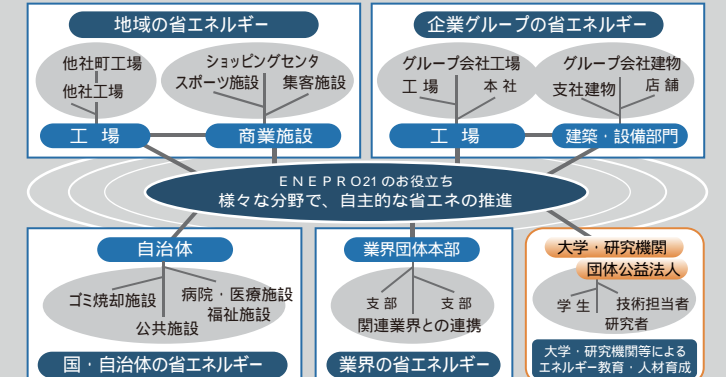 地域の省エネルギー
他社町工場
他社工場
ショッピングセンタ
スポーツ施設 集客施設
工 場
商業施設
企業グループの省エネルギー
グループ会社工場
工 場 本 社
グループ会社建物
支社建物 店 舗
工 場
建築・設備部門
ENEPRO21のお役立ち
様々な分野で、自主的な省エネの推進
自治体
ゴミ焼却施設 病院・医療施設
福祉施設
公共施設
国・自治体の省エネルギー
業界団体本部
支 部 支 部
関連業界との連携
業界の省エネルギー
大学・研究機関
団体公益法人
学 生 技術担当者
研究者
大学・研究機関等による
エネルギー教育・人材育成